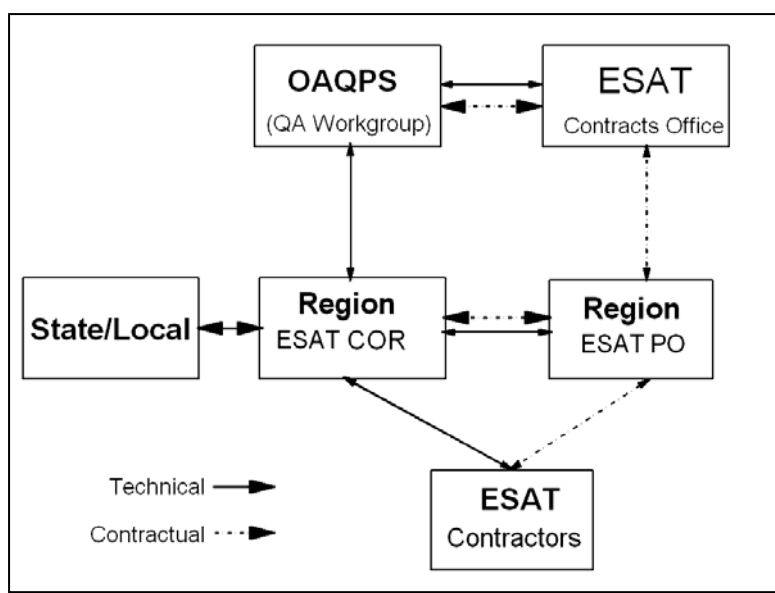 OAQPS
(QA Workgroup)
ESAT
Contracts Office
State/Local
Region
ESAT COR
Region
ESAT PO
Technical
Contractual
ESAT
Contractors